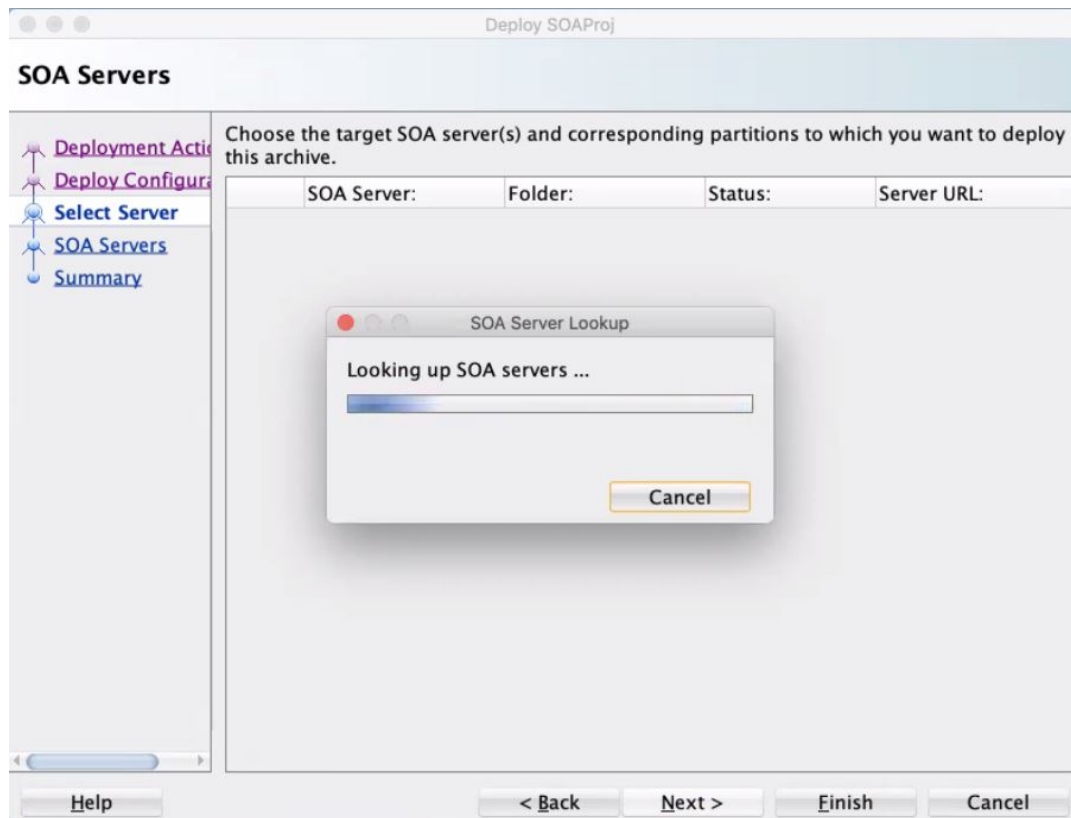 Deploy SOAProj
SOA Servers
Deployment Actio
Deploy Configura
Select Server
SOA Servers
Summary
Choose the target SOA server(s) and corresponding partitions to which you want to deploy
this archive.
SOA Server: Folder: Status: Server URL:
SOA Server Lookup
Looking up SOA servers ...
Cancel
Help < Back Next > Finish Cancel